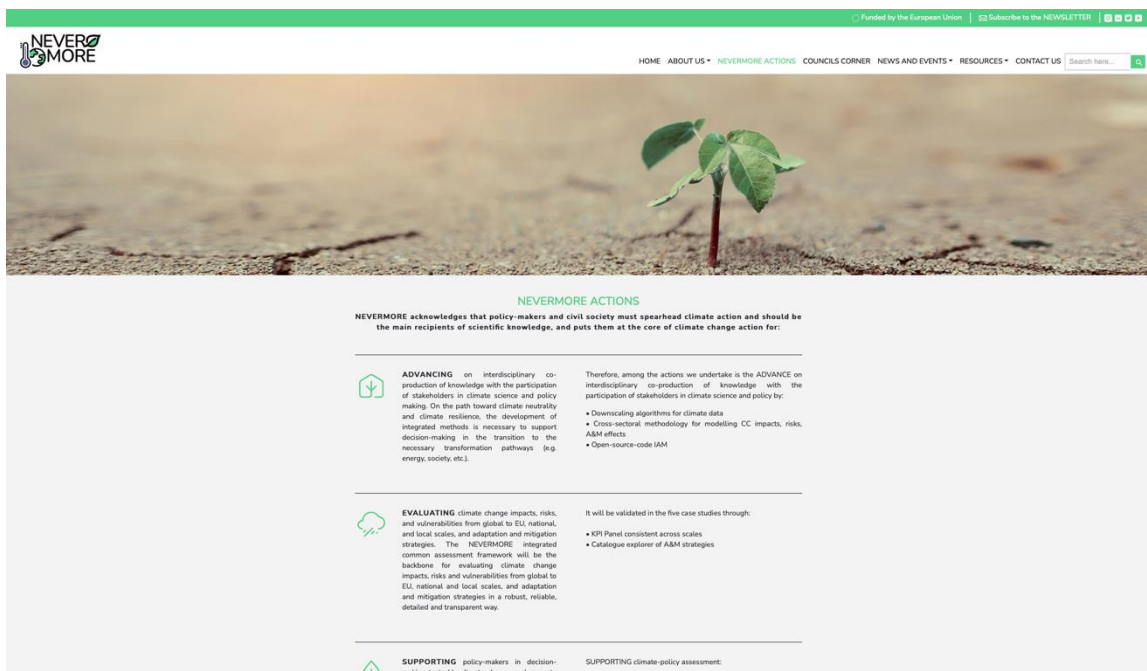 Funded by the European Union
Subscribe to the NEWSLETTER
NEVER
MORE
HOME ABOUT US NEVERMORE ACTIONS COUNCILS CORNER NEWS AND EVENTS RESOURCES CONTACT US Search here...
NEVERMORE ACTIONS
NEVERMORE acknowledges that policy-makers and civil society must spearhead climate action and should be
the main recipients of scientific knowledge, and puts them at the core of climate change action for:
ADVANCING on interdisciplinary co-
production of knowledge with the participation
of stakeholders in climate science and policy
making. On the path toward climate neutrality
and climate resilience, the development of
integrated methods is necessary to support
decision-making in the transition to the
necessary transformation pathways (e.g.
energy, society, etc.).
Therefore, among the actions we undertake is the ADVANCE on
interdisciplinary co-production of knowledge with the
participation of stakeholders in climate science and policy by:
• Downscaling algorithms for climate data
• Cross-sectoral methodology for modelling CC impacts, risks,
A&M effects
• Open-source-code IAM
EVALUATING climate change impacts, risks,
and vulnerabilities from global to EU, national,
and local scales, and adaptation and mitigation
strategies. The NEVERMORE integrated
common assessment framework will be the
backbone for evaluating climate change
impacts, risks and vulnerabilities from global to
EU, national and local scales, and adaptation
and mitigation strategies in a robust, reliable,
detailed and transparent way.
It will be validated in the five case studies through:
• KPI Panel consistent across scales
• Catalogue explorer of A&M strategies
SUPPORTING policy-makers in decision-
SUPPORTING climate-policy assessment: